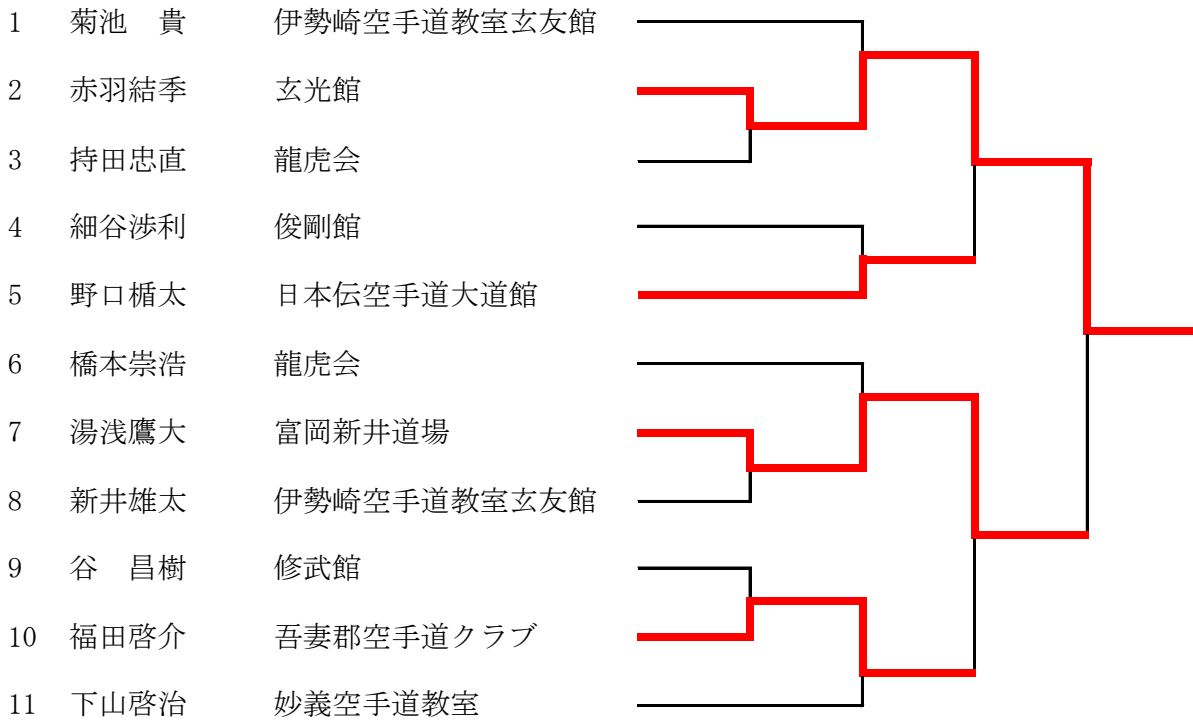 1 菊池　貴 伊勢崎空手道教室玄友館
2 赤羽結季 玄光館
3 持田忠直 龍虎会
4 細谷渉利 俊剛館
5 野口楯太 日本伝空手道大道館
6 橋本崇浩 龍虎会
7 湯浅鷹大 富岡新井道場
8 新井雄太 伊勢崎空手道教室玄友館
9 谷　昌樹 修武館
10 福田啓介 吾妻郡空手道クラブ
11 下山啓治 妙義空手道教室